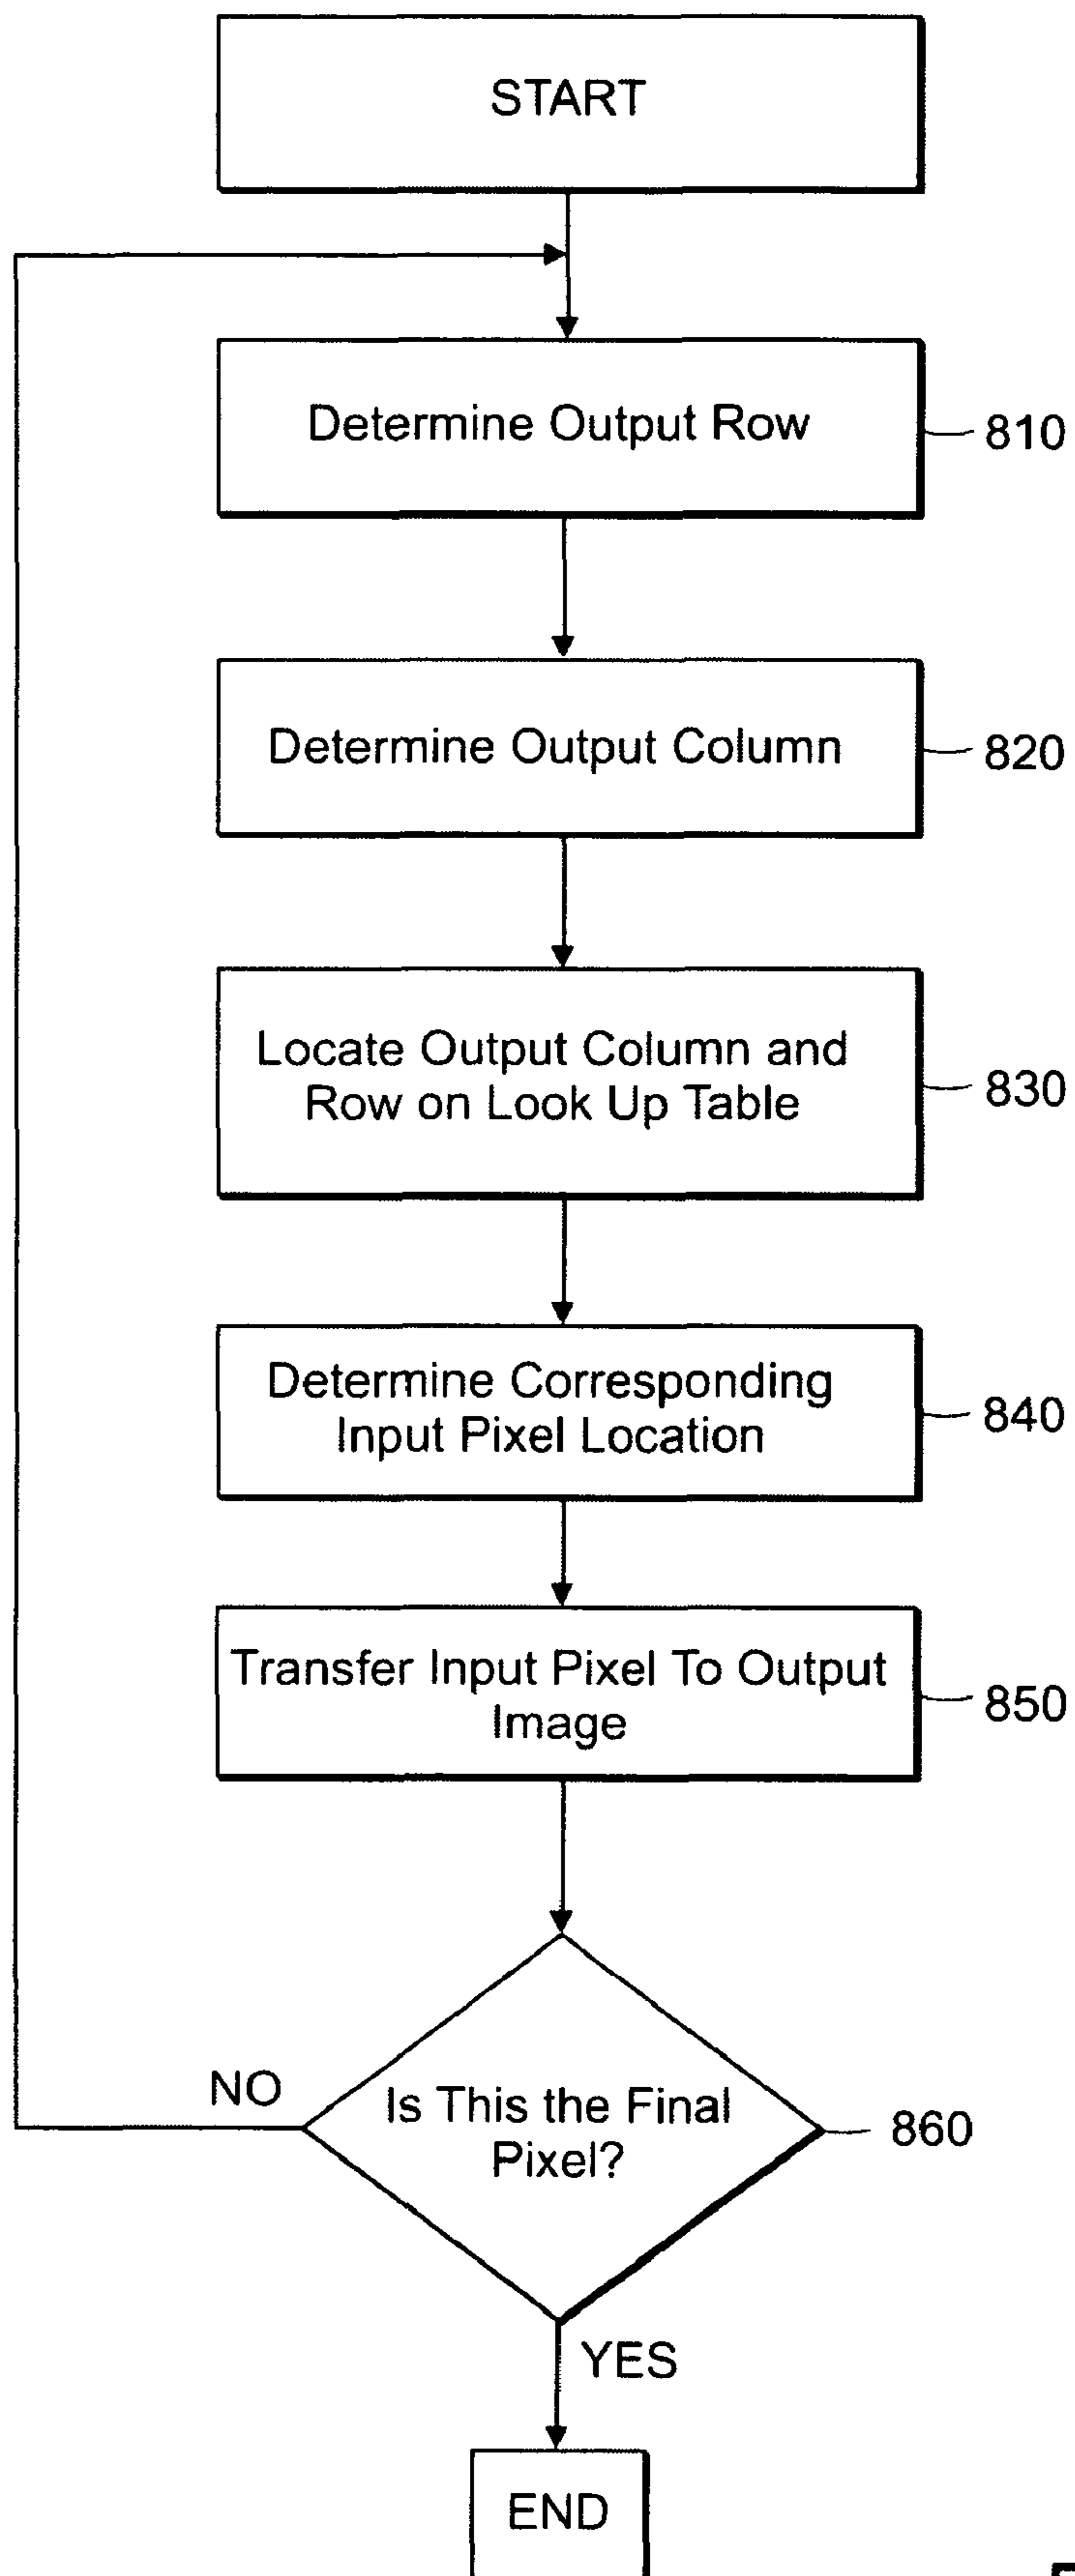 START
Determine Output Row
810
Determine Output Column
820
Locate Output Column and
Row on Look Up Table
830
Determine Corresponding
Input Pixel Location
840
Transfer Input Pixel To Output
Image
850
NO
Is This the Final
Pixel?
860
YES
END